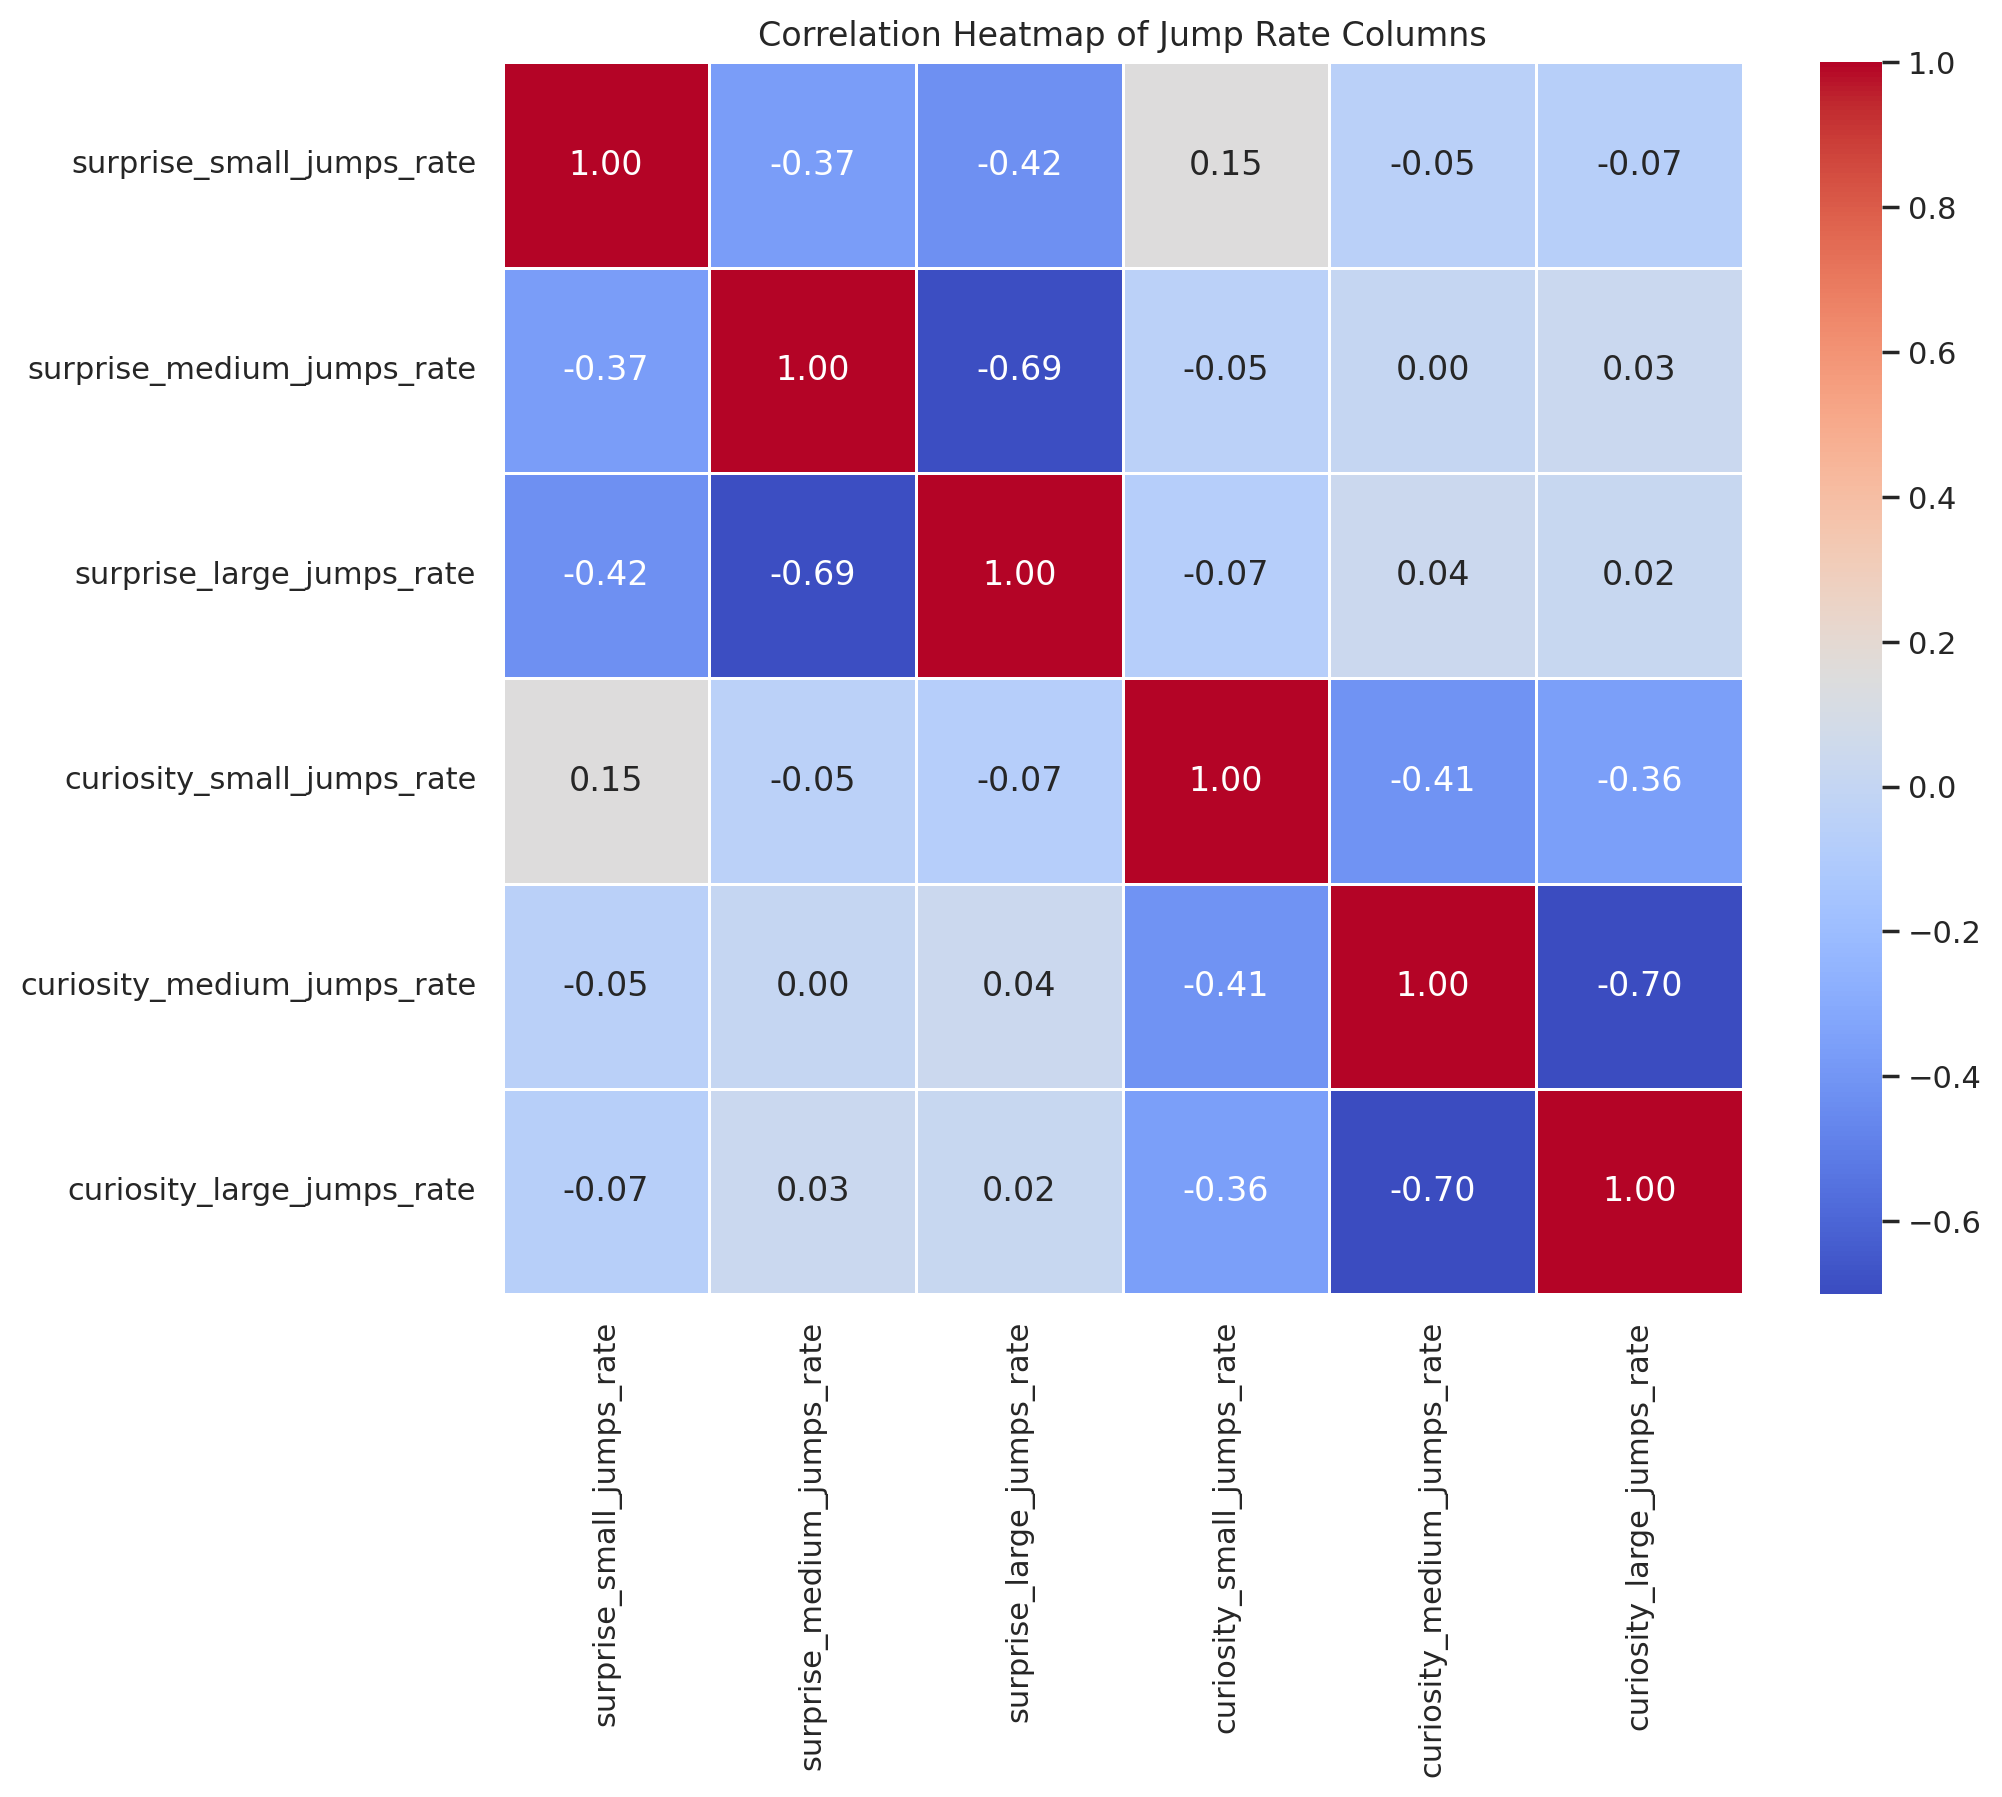 Correlation Heatmap of Jump Rate Columns
surprise_small_jumps_rate 1.00 -0.37 -0.42 0.15 -0.05 -0.07
surprise_medium_jumps_rate -0.37 1.00 -0.69 -0.05 0.00 0.03
surprise_large_jumps_rate -0.42 -0.69 1.00 -0.07 0.04 0.02
curiosity_small_jumps_rate 0.15 -0.05 -0.07 1.00 -0.41 -0.36
curiosity_medium_jumps_rate -0.05 0.00 0.04 -0.41 1.00 -0.70
curiosity_large_jumps_rate -0.07 0.03 0.02 -0.36 -0.70 1.00
surprise_small_jumps_rate
surprise_medium_jumps_rate
surprise_large_jumps_rate
curiosity_small_jumps_rate
curiosity_medium_jumps_rate
curiosity_large_jumps_rate
1.0
0.8
0.6
0.4
0.2
0.0
−0.2
−0.4
−0.6